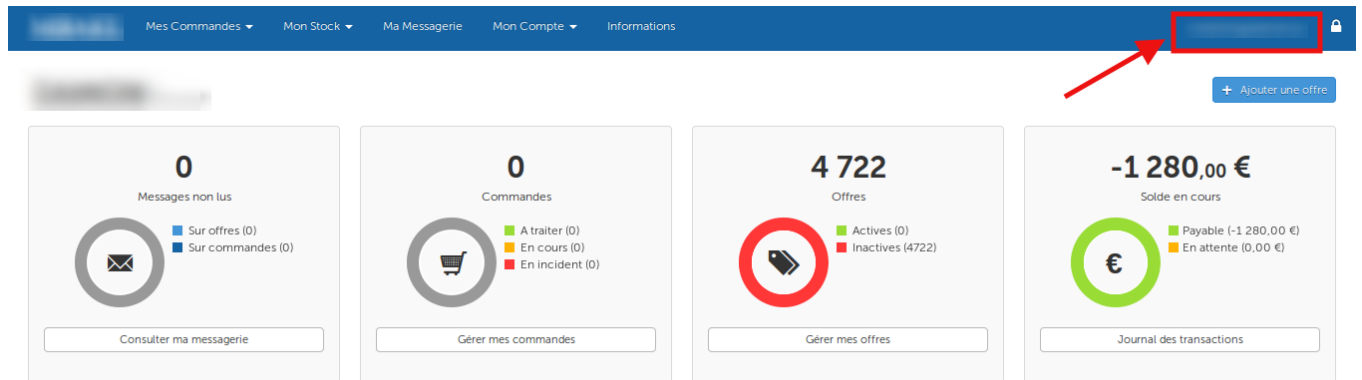 Mes Commandes Mon Stock Ma Messagerie Mon Compte Informations
+ Ajouter une offre
0
Messages non lus
Sur offres (0)
Sur commandes (0)
Consulter ma messagerie
0
Commandes
A traiter (0)
En cours (0)
En incident (0)
Gérer mes commandes
4 722
Offres
Actives (0)
Inactives (4722)
Gérer mes offres
-1 280,00 €
Solde en cours
Payable (-1 280,00 €)
En attente (0,00 €)
€
Journal des transactions